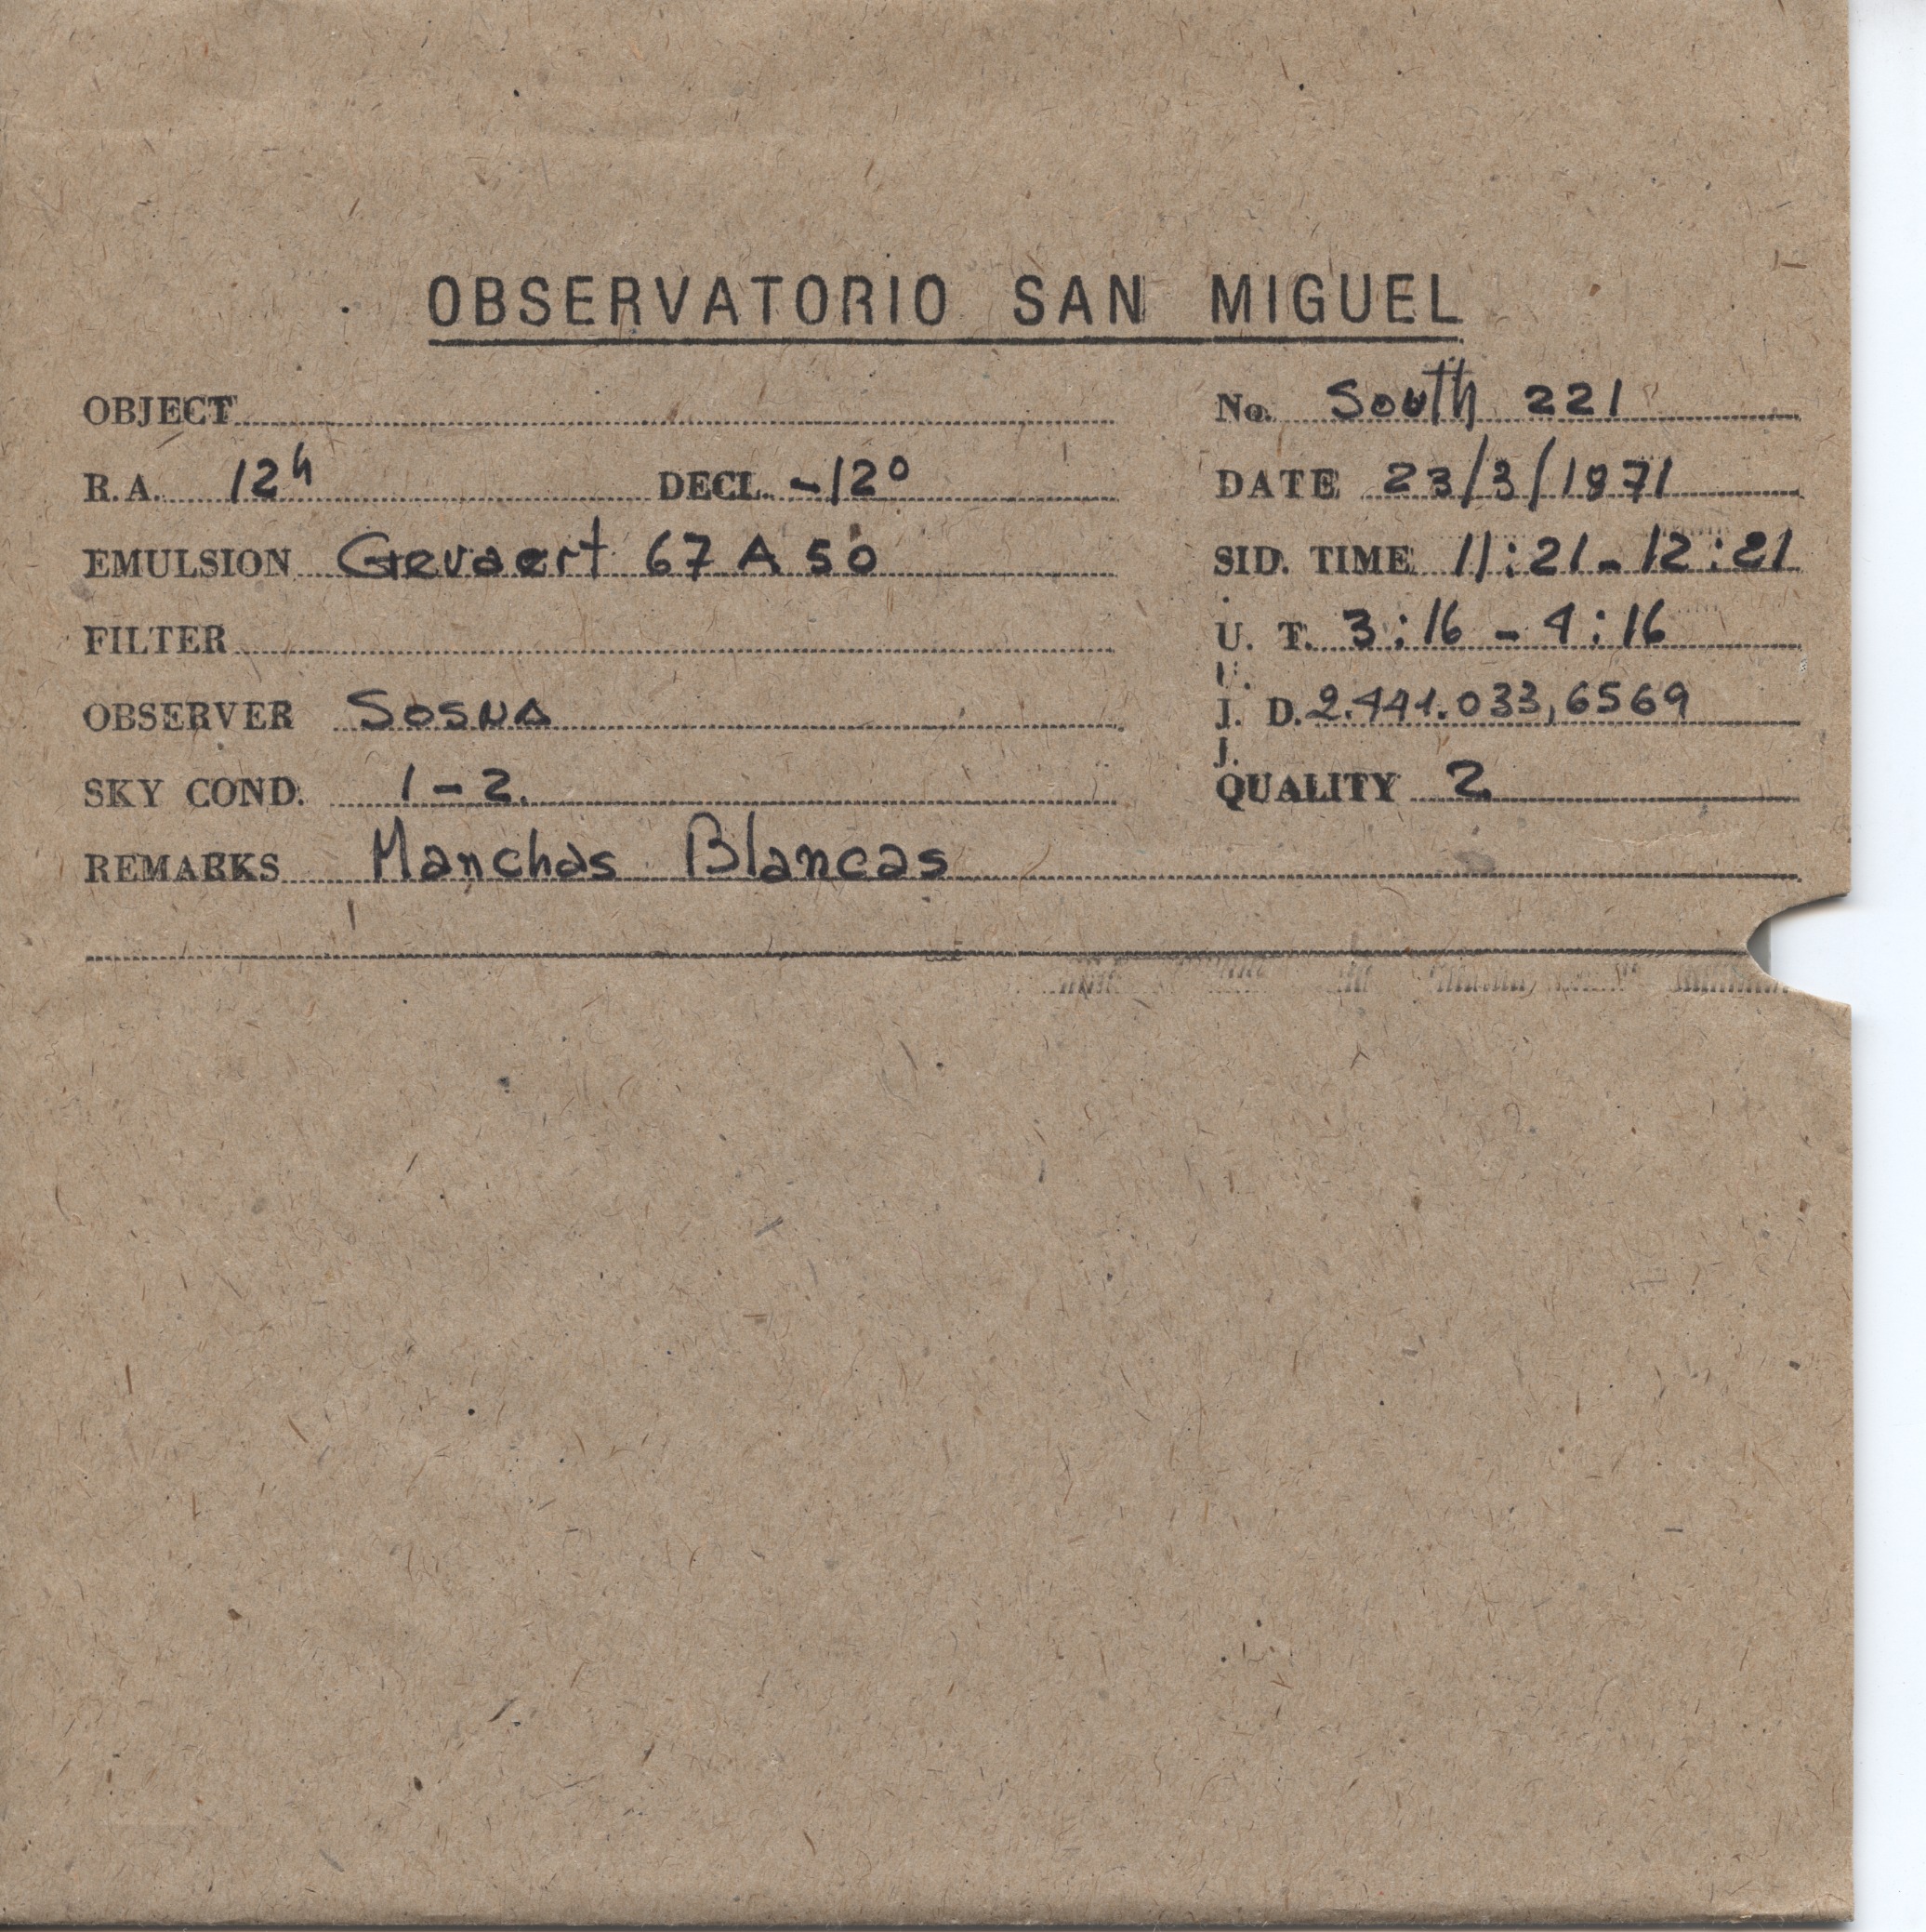 OBSERVATORIO SAN MIGUEL
OBJECT
No. South 221
R.A. 12h DECL. -12°
DATE 23/3/1971
EMULSION Gevaert 67 A 50
SID. TIME 11:21-12:21
FILTER
U. T. 3:16 - 4:16
U.
OBSERVER Sosna
J. D. 2.441.033,6569
J.
SKY COND. 1-2.
QUALITY 2
REMARKS Manchas Blancas